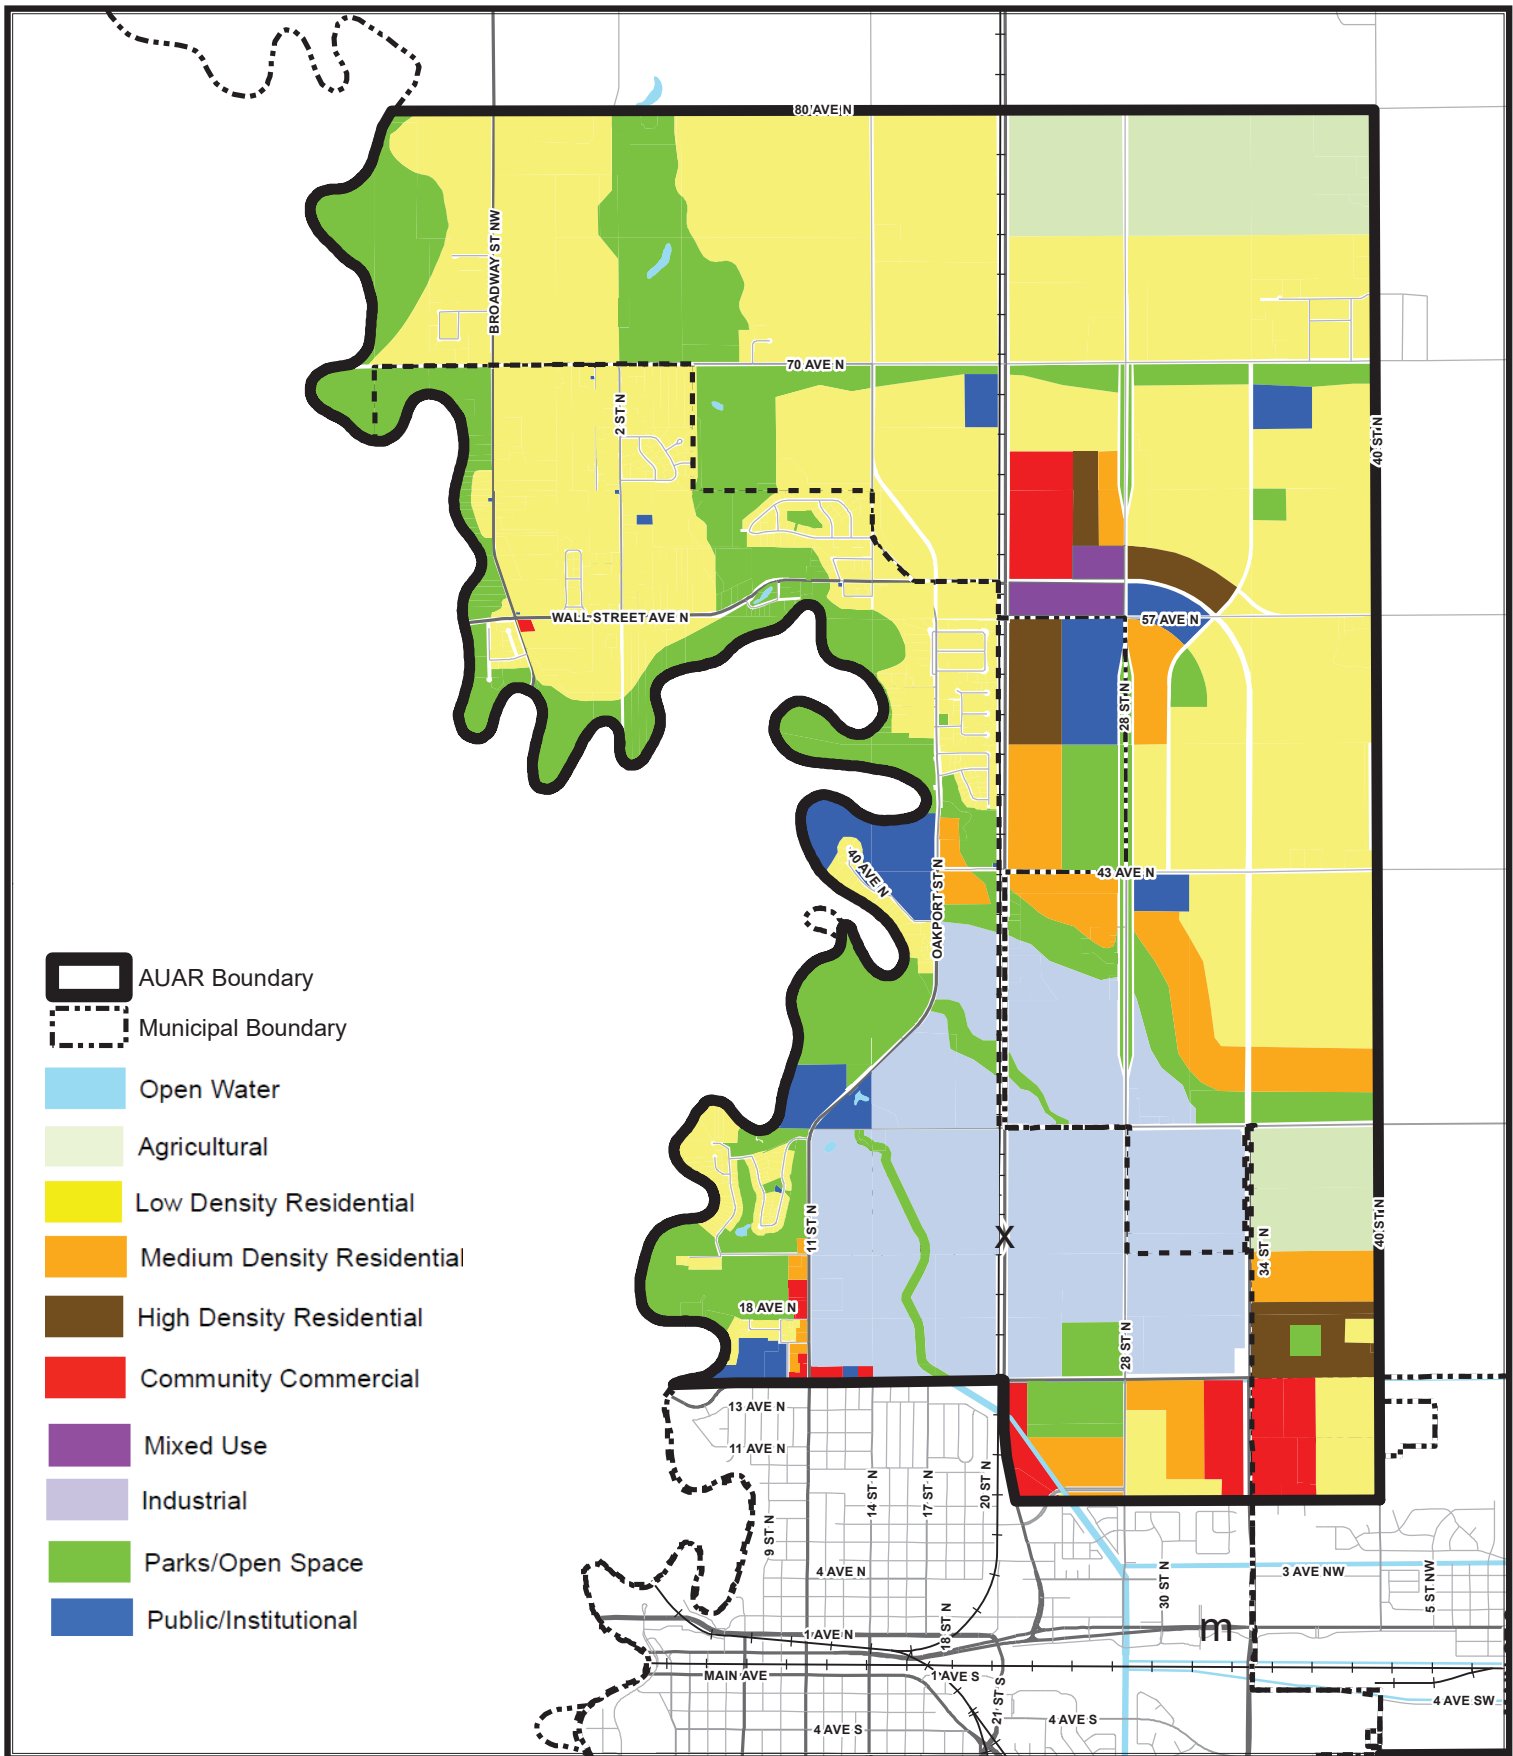 80 AVE N
BROADWAY ST NW
70 AVE N
2 ST N
40 ST N
WALL STREET AVE N
57 AVE N
28 ST N
40 AVE N
43 AVE N
OAKPORT ST N
AUAR Boundary
Municipal Boundary
Open Water
Agricultural
Low Density Residential
Medium Density Residential
High Density Residential
Community Commercial
Mixed Use
Industrial
Parks/Open Space
Public/Institutional
11 ST N
X
34 ST N
40 ST N
18 AVE N
28 ST N
13 AVE N
11 AVE N
14 ST N
17 ST N
20 ST N
9 ST N
4 AVE N
30 ST N
3 AVE NW
5 ST NW
18 ST N
m
1 AVE N
MAIN AVE
1 AVE S
21 ST S
4 AVE S
4 AVE S
4 AVE SW